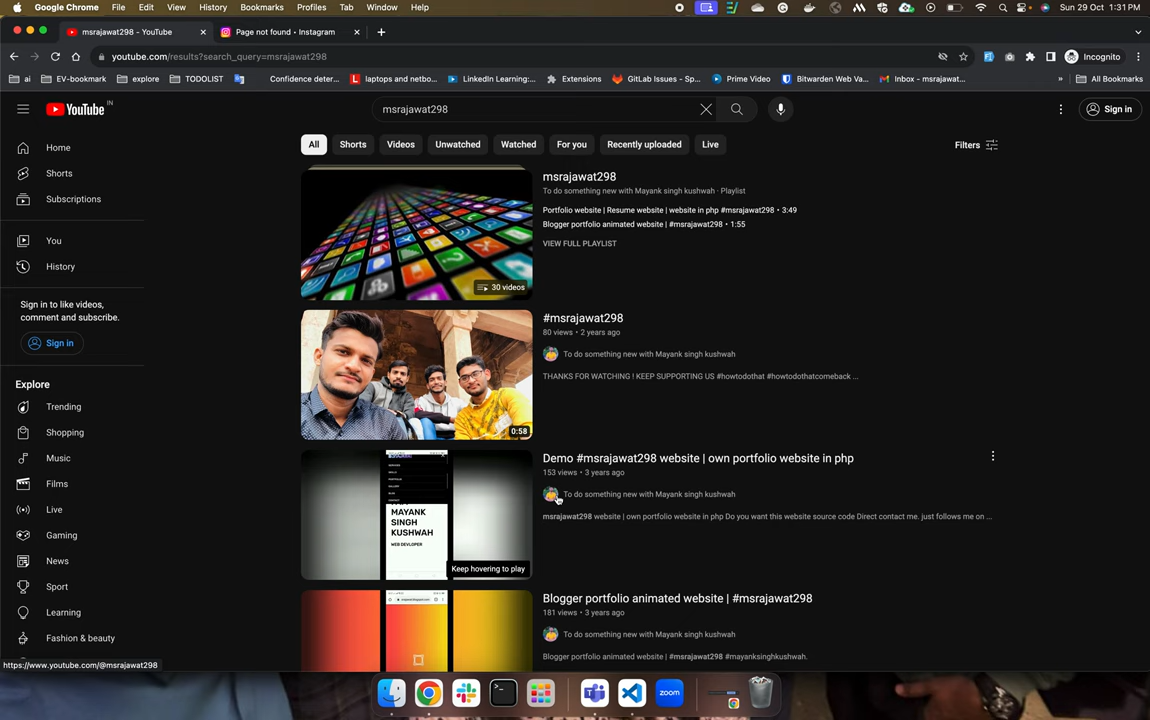 Google Chrome File Edit View History Bookmarks Profiles Tab Window Help Sun 29 Oct 1:31 PM
msrajawat298 - YouTube Page not found • Instagram
youtube.com/results?search_query=msrajawat298 Incognito
ai EV-bookmark explore TODOLIST Confidence deter... laptops and netbo... LinkedIn Learning:... Extensions GitLab Issues - Sp... Prime Video Bitwarden Web Va... Inbox - msrajawat... » All Bookmarks
YouTube IN msrajawat298 Sign in
All Shorts Videos Unwatched Watched For you Recently uploaded Live Filters
Home
Shorts
Subscriptions
You
History
Sign in to like videos,
comment and subscribe.
Sign in
Explore
Trending
Shopping
Music
Films
Live
Gaming
News
Sport
Learning
Fashion & beauty
msrajawat298
To do something new with Mayank singh kushwah · Playlist
Portfolio website | Resume website | website in php #msrajawat298 • 3:49
Blogger portfolio animated website | #msrajawat298 • 1:55
VIEW FULL PLAYLIST
30 videos
#msrajawat298
80 views • 2 years ago
To do something new with Mayank singh kushwah
THANKS FOR WATCHING ! KEEP SUPPORTING US #howtodothat #howtodothatcomeback ...
0:58
Demo #msrajawat298 website | own portfolio website in php
153 views • 3 years ago
To do something new with Mayank singh kushwah
msrajawat298 website | own portfolio website in php Do you want this website source code Direct contact me. just follows me on ...
MAYANK
SINGH
KUSHWAH
WEB DEVLOPER
Keep hovering to play
Blogger portfolio animated website | #msrajawat298
181 views • 3 years ago
To do something new with Mayank singh kushwah
Blogger portfolio animated website | #msrajawat298 #mayanksinghkushwah.
https://www.youtube.com/@msrajawat298
zoom